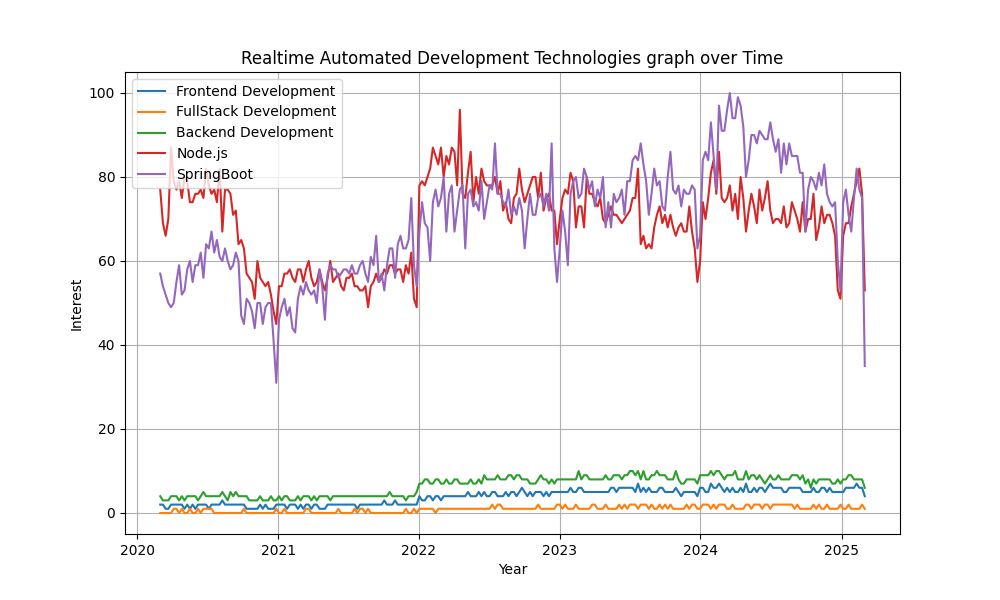 Realtime Automated Development Technologies graph over Time
Frontend Development
FullStack Development
Backend Development
Node.js
SpringBoot
100
80
60
40
20
0
Interest
2020 2021 2022 2023 2024 2025
Year